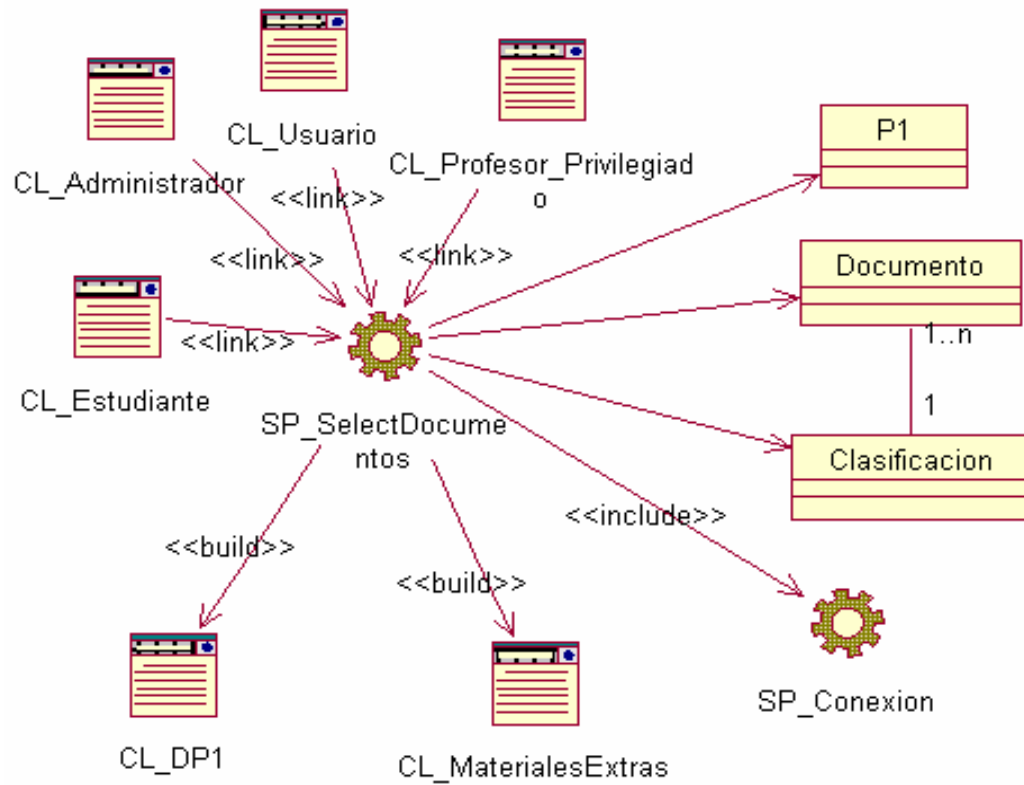 CL_Usuario
CL_Profesor_Privilegiad
o
P1
CL_Administrador
<<link>>
<<link>>
<<link>>
Documento
1..n
<<link>>
CL_Estudiante
1
SP_SelectDocume
ntos
Clasificacion
<<include>>
<<build>>
<<build>>
SP_Conexion
CL_DP1
CL_MaterialesExtras